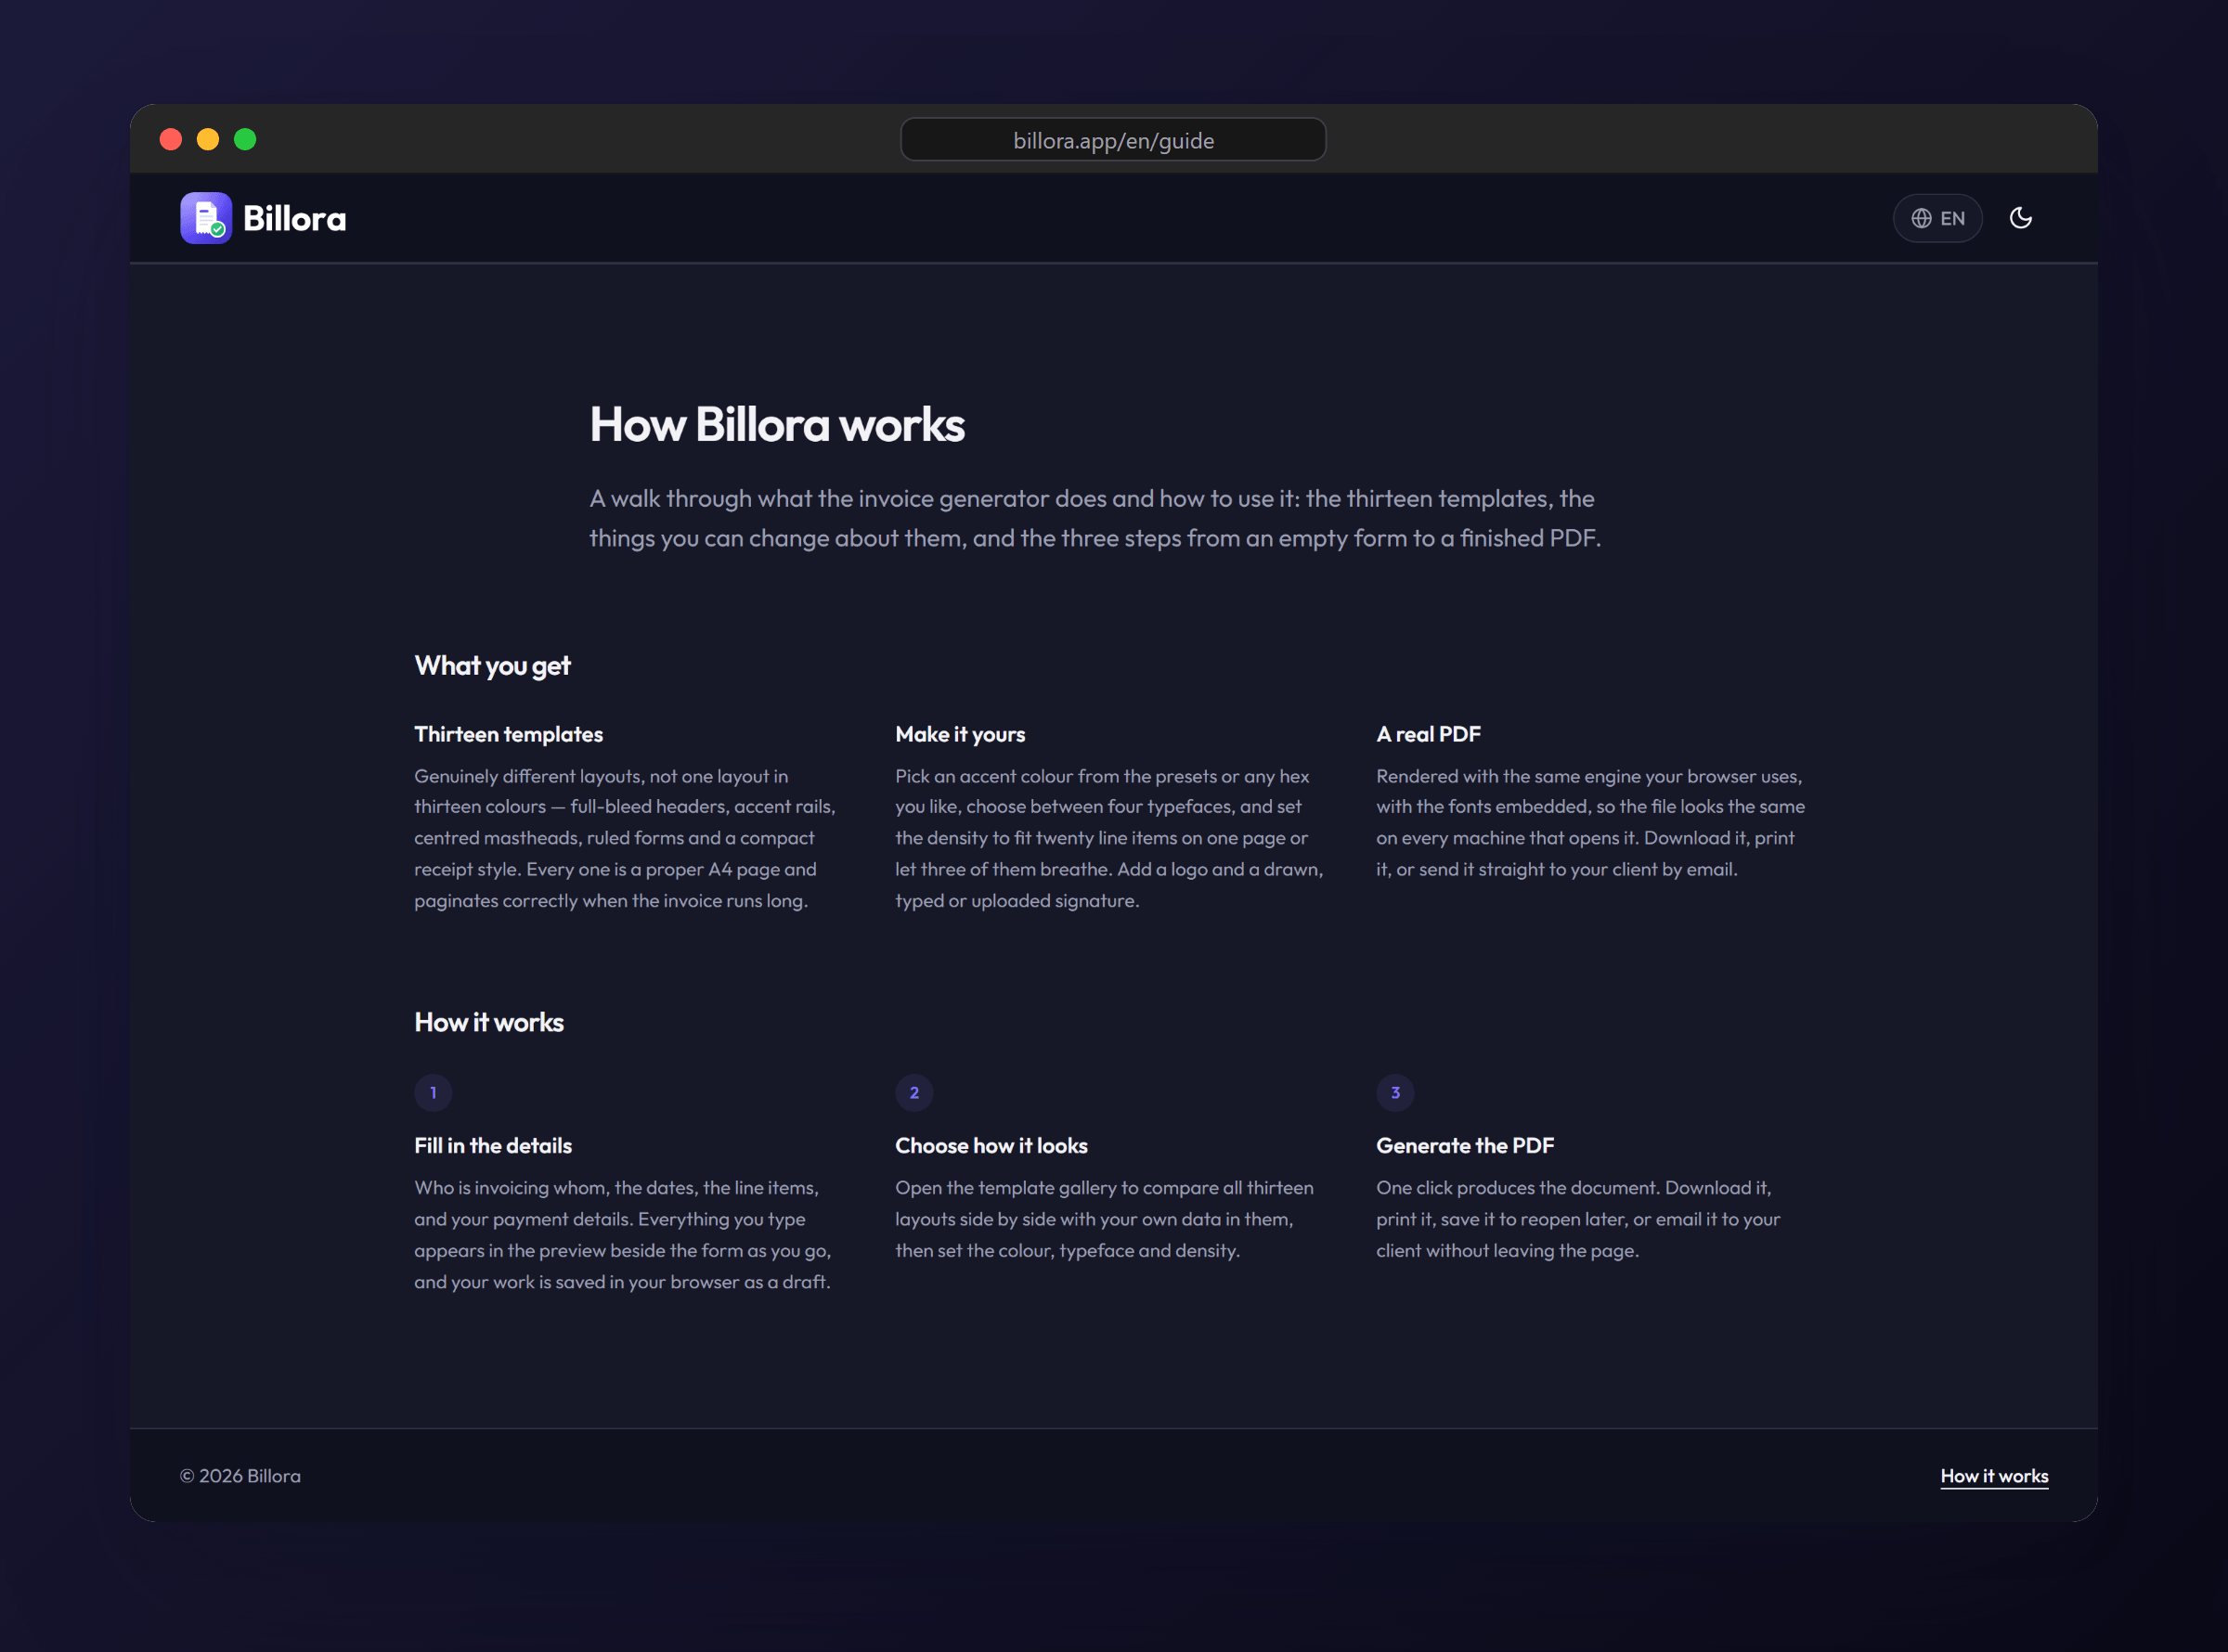 billora.app/en/guide
Billora
EN
How Billora works
A walk through what the invoice generator does and how to use it: the thirteen templates, the
things you can change about them, and the three steps from an empty form to a finished PDF.
What you get
Thirteen templates
Genuinely different layouts, not one layout in
thirteen colours — full-bleed headers, accent rails,
centred mastheads, ruled forms and a compact
receipt style. Every one is a proper A4 page and
paginates correctly when the invoice runs long.
Make it yours
Pick an accent colour from the presets or any hex
you like, choose between four typefaces, and set
the density to fit twenty line items on one page or
let three of them breathe. Add a logo and a drawn,
typed or uploaded signature.
A real PDF
Rendered with the same engine your browser uses,
with the fonts embedded, so the file looks the same
on every machine that opens it. Download it, print
it, or send it straight to your client by email.
How it works
1
Fill in the details
Who is invoicing whom, the dates, the line items,
and your payment details. Everything you type
appears in the preview beside the form as you go,
and your work is saved in your browser as a draft.
2
Choose how it looks
Open the template gallery to compare all thirteen
layouts side by side with your own data in them,
then set the colour, typeface and density.
3
Generate the PDF
One click produces the document. Download it,
print it, save it to reopen later, or email it to your
client without leaving the page.
© 2026 Billora
How it works